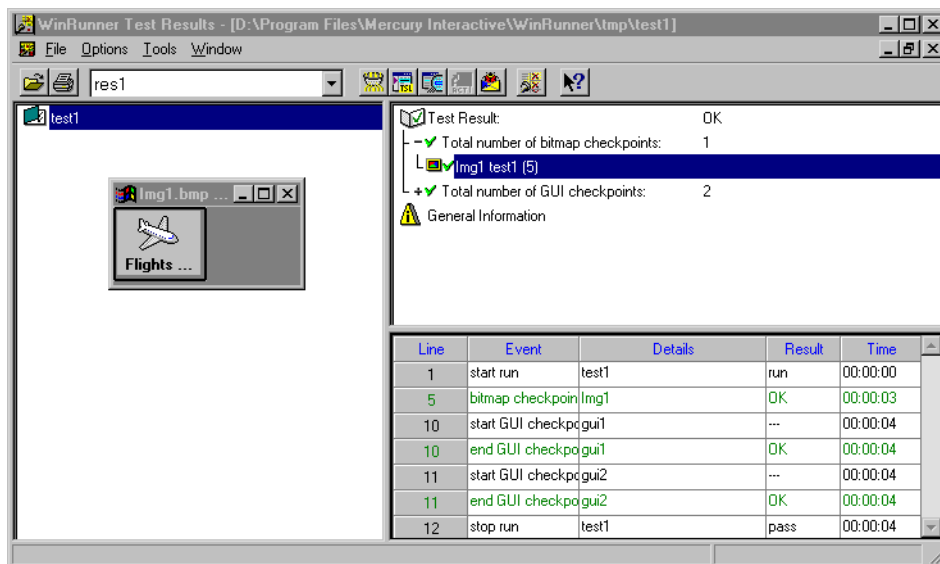 WinRunner Test Results - [D:\Program Files\Mercury Interactive\WinRunner\tmp\test1]
File Options Tools Window
res1
TSL
test1
Img1.bmp ...
Flights ...
Test Result: OK
Total number of bitmap checkpoints: 1
Img1 test1 (5)
Total number of GUI checkpoints: 2
General Information
Line Event Details Result Time
1 start run test1 run 00:00:00
5 bitmap checkpoin Img1 OK 00:00:03
10 start GUI checkpo gui1 --- 00:00:04
10 end GUI checkpo gui1 OK 00:00:04
11 start GUI checkpo gui2 --- 00:00:04
11 end GUI checkpo gui2 OK 00:00:04
12 stop run test1 pass 00:00:04